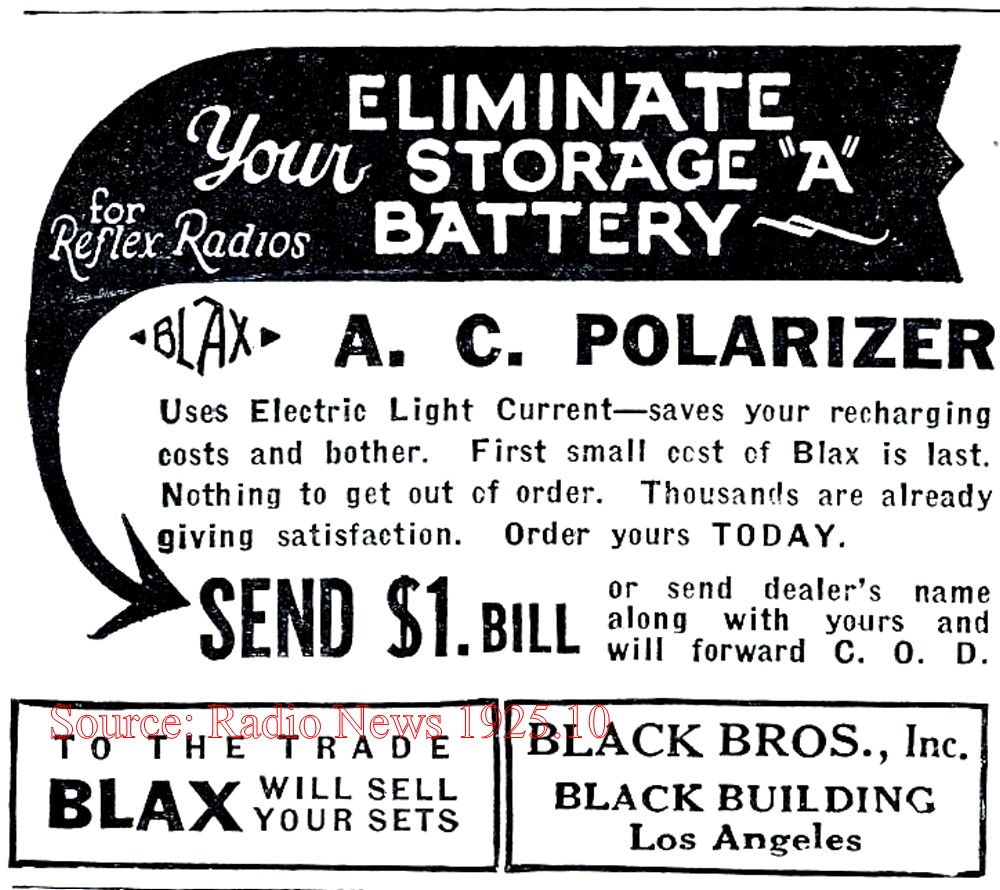 ELIMINATE
Your STORAGE "A"
for
Reflex Radios BATTERY
BLAX A. C. POLARIZER
Uses Electric Light Current—saves your recharging
costs and bother. First small cost of Blax is last.
Nothing to get out of order. Thousands are already
giving satisfaction. Order yours TODAY.
SEND $1. BILL
or send dealer's name
along with yours and
will forward C. O. D.
Source: Radio News 1925.10
TO THE TRADE
BLAX WILL SELL
YOUR SETS
BLACK BROS., Inc.
BLACK BUILDING
Los Angeles